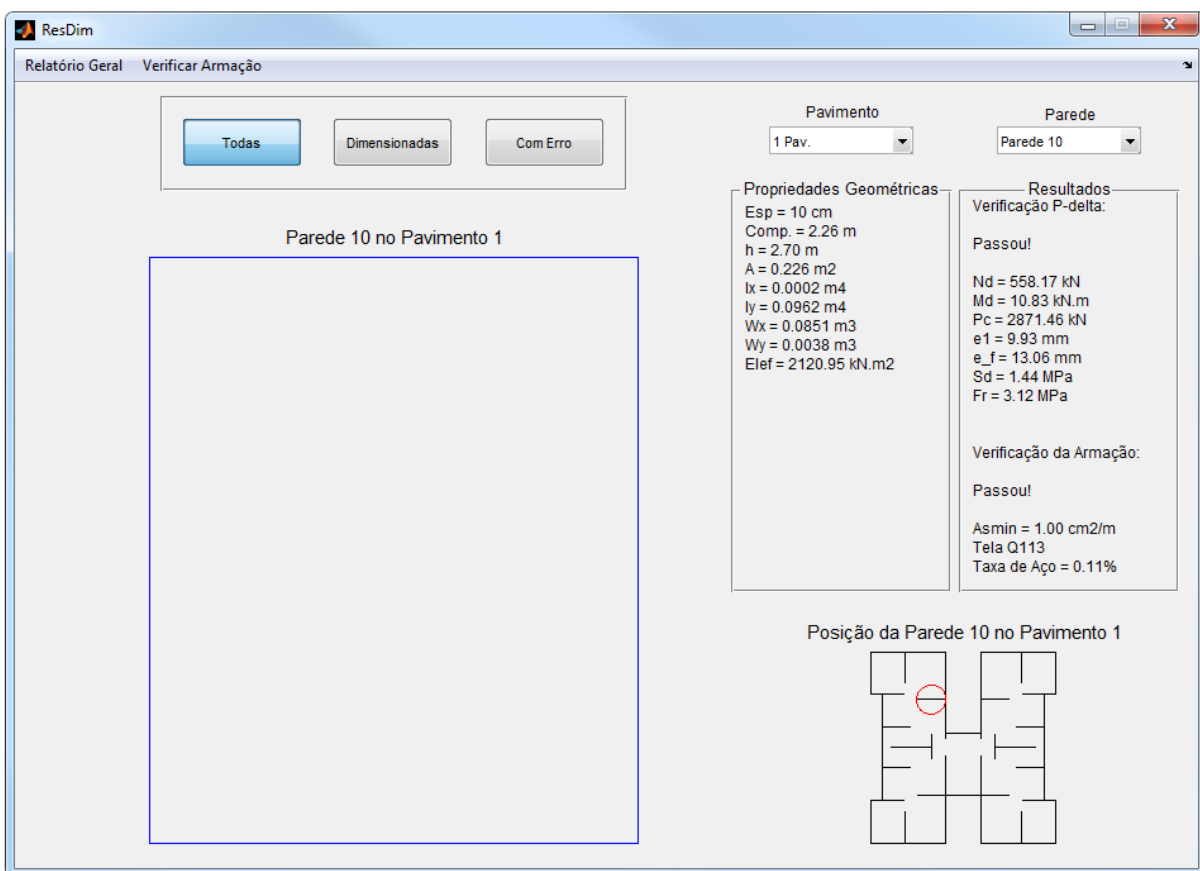 ResDim
Relatório Geral Verificar Armação
Todas
Dimensionadas
Com Erro
Pavimento
1 Pav.
Parede
Parede 10
Parede 10 no Pavimento 1
Propriedades Geométricas
Esp = 10 cm
Comp. = 2.26 m
h = 2.70 m
A = 0.226 m2
Ix = 0.0002 m4
Iy = 0.0962 m4
Wx = 0.0851 m3
Wy = 0.0038 m3
EIef = 2120.95 kN.m2
Resultados
Verificação P-delta:
Passou!
Nd = 558.17 kN
Md = 10.83 kN.m
Pc = 2871.46 kN
e1 = 9.93 mm
e_f = 13.06 mm
Sd = 1.44 MPa
Fr = 3.12 MPa
Verificação da Armação:
Passou!
Asmin = 1.00 cm2/m
Tela Q113
Taxa de Aço = 0.11%
Posição da Parede 10 no Pavimento 1